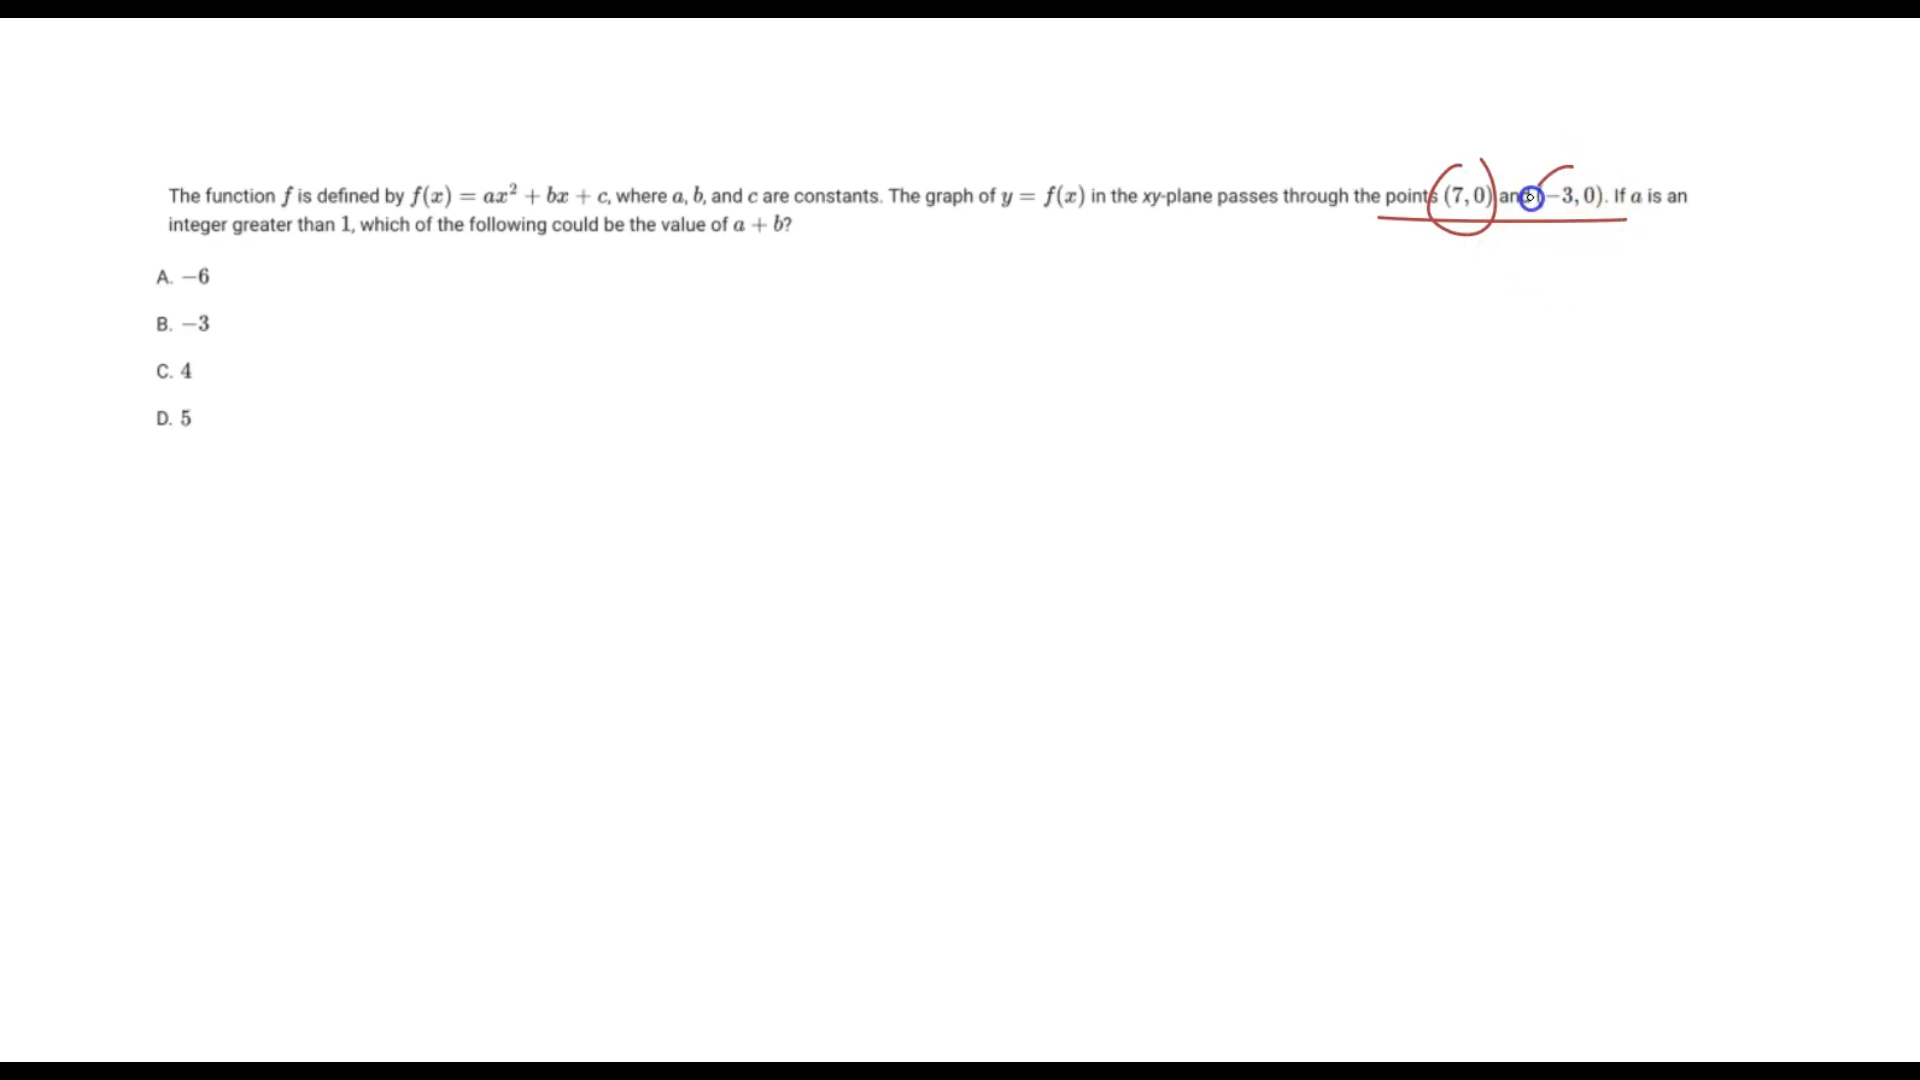 The function f is defined by f(x) = ax² + bx + c, where a, b, and c are constants. The graph of y = f(x) in the xy-plane passes through the points (7, 0) and (−3, 0). If a is an
integer greater than 1, which of the following could be the value of a + b?
A. −6
B. −3
C. 4
D. 5